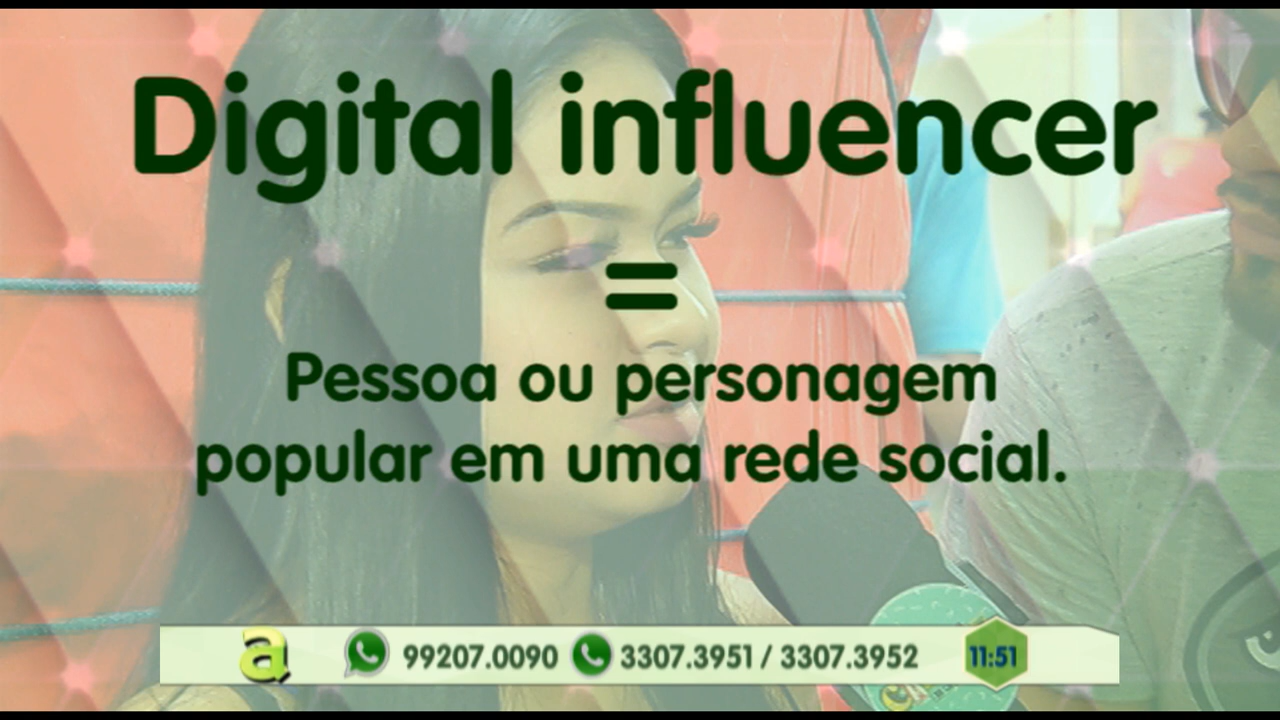 Digital influencer
=
Pessoa ou personagem
popular em uma rede social.
a 99207.0090 3307.3951 / 3307.3952 11:51